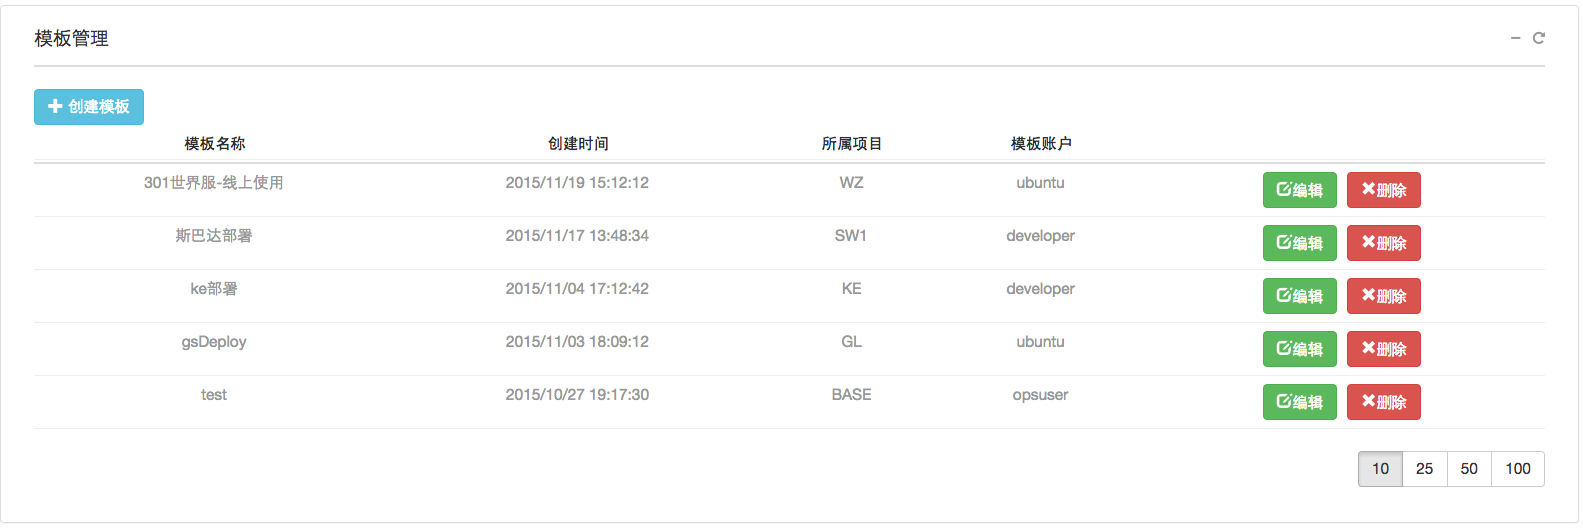 模板管理
创建模板
模板名称 创建时间 所属项目 模板账户
301世界服-线上使用 2015/11/19 15:12:12 WZ ubuntu 编辑 删除
斯巴达部署 2015/11/17 13:48:34 SW1 developer 编辑 删除
ke部署 2015/11/04 17:12:42 KE developer 编辑 删除
gsDeploy 2015/11/03 18:09:12 GL ubuntu 编辑 删除
test 2015/10/27 19:17:30 BASE opsuser 编辑 删除
10 25 50 100